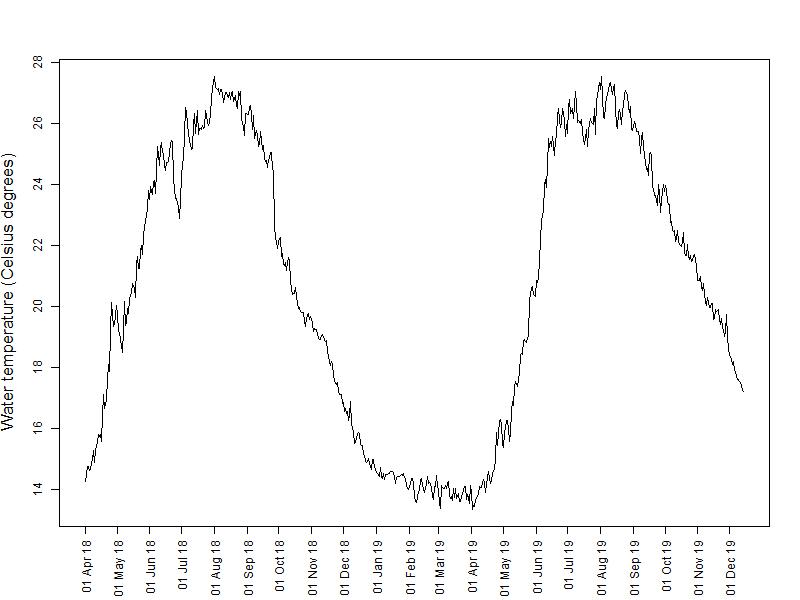 Water temperature (Celsius degrees)
28
26
24
22
20
18
16
14
01 Apr 18
01 May 18
01 Jun 18
01 Jul 18
01 Aug 18
01 Sep 18
01 Oct 18
01 Nov 18
01 Dec 18
01 Jan 19
01 Feb 19
01 Mar 19
01 Apr 19
01 May 19
01 Jun 19
01 Jul 19
01 Aug 19
01 Sep 19
01 Oct 19
01 Nov 19
01 Dec 19